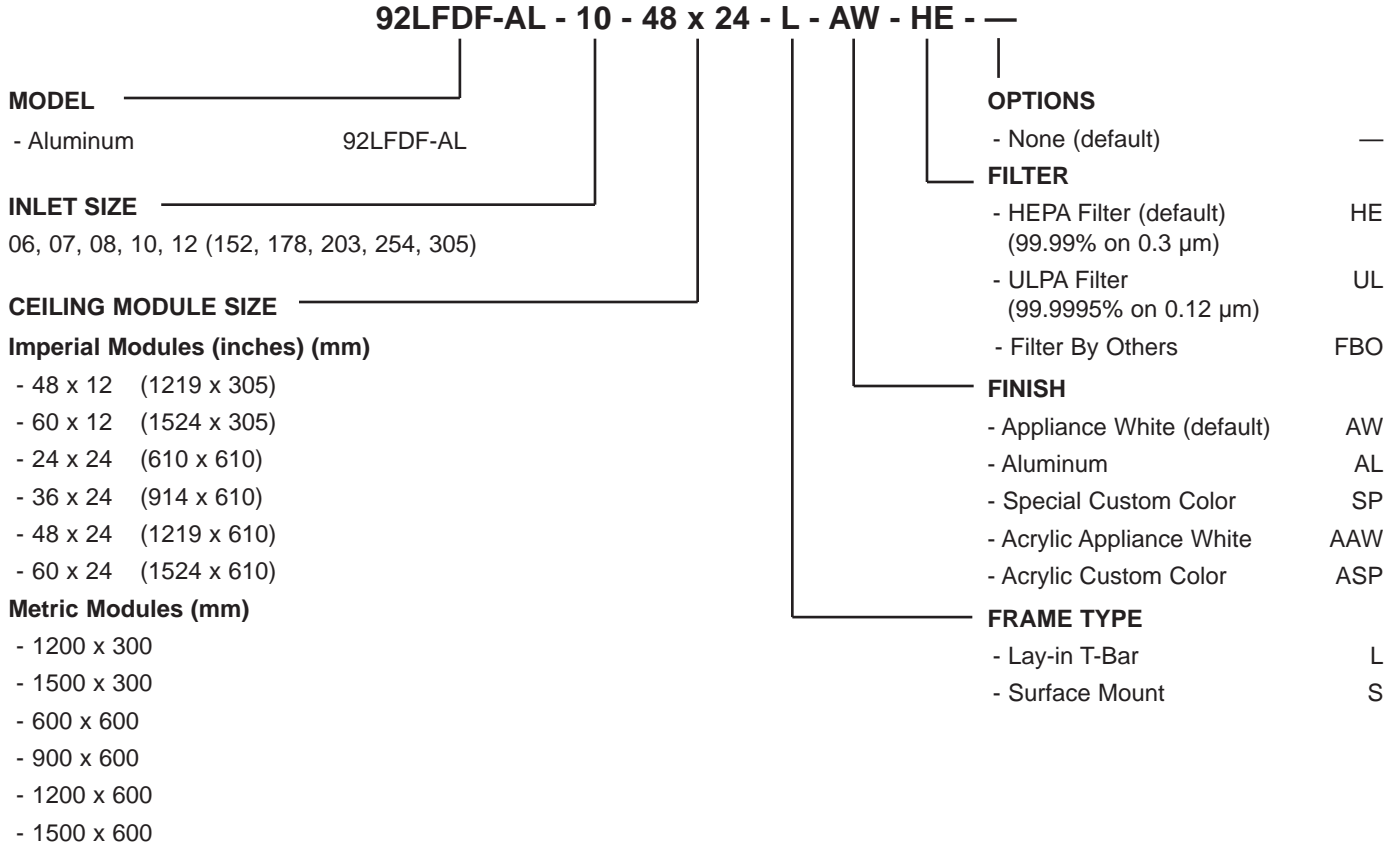 92LFDF-AL - 10 - 48 x 24 - L - AW - HE - —
MODEL
- Aluminum 92LFDF-AL
INLET SIZE
06, 07, 08, 10, 12 (152, 178, 203, 254, 305)
CEILING MODULE SIZE
Imperial Modules (inches) (mm)
- 48 x 12 (1219 x 305)
- 60 x 12 (1524 x 305)
- 24 x 24 (610 x 610)
- 36 x 24 (914 x 610)
- 48 x 24 (1219 x 610)
- 60 x 24 (1524 x 610)
Metric Modules (mm)
- 1200 x 300
- 1500 x 300
- 600 x 600
- 900 x 600
- 1200 x 600
- 1500 x 600
OPTIONS
- None (default) —
FILTER
- HEPA Filter (default) HE
(99.99% on 0.3 µm)
- ULPA Filter UL
(99.9995% on 0.12 µm)
- Filter By Others FBO
FINISH
- Appliance White (default) AW
- Aluminum AL
- Special Custom Color SP
- Acrylic Appliance White AAW
- Acrylic Custom Color ASP
FRAME TYPE
- Lay-in T-Bar L
- Surface Mount S